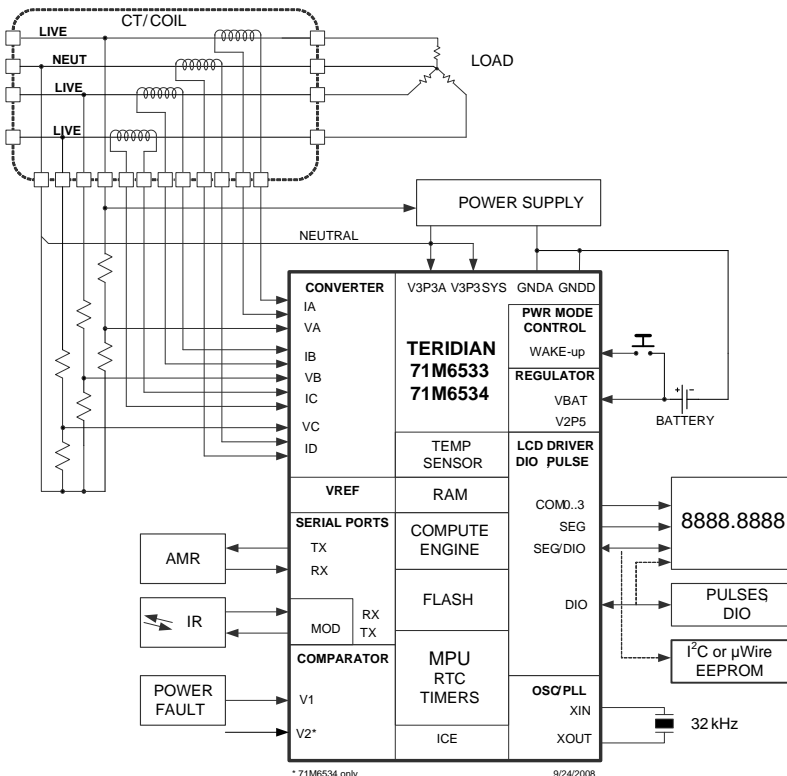 CT/COIL
LIVE
NEUT
LIVE
LIVE
LOAD
POWER SUPPLY
NEUTRAL
CONVERTER
IA
VA
IB
VB
IC
VC
ID
V3P3A V3P3SYS
GNDA GNDD
TERIDIAN
71M6533
71M6534
PWR MODE
CONTROL
WAKE-up
REGULATOR
VBAT
V2P5
+ -
BATTERY
TEMP
SENSOR
LCD DRIVER
DIO, PULSE
COM0..3
SEG
SEG/DIO
DIO
8888.8888
PULSES,
DIO
I²C or µWire
EEPROM
VREF
RAM
SERIAL PORTS
TX
RX
COMPUTE
ENGINE
AMR
IR
MOD
RX
TX
FLASH
COMPARATOR
V1
V2*
POWER
FAULT
MPU
RTC
TIMERS
ICE
OSC/PLL
XIN
XOUT
32 kHz
* 71M6534 only
9/24/2008